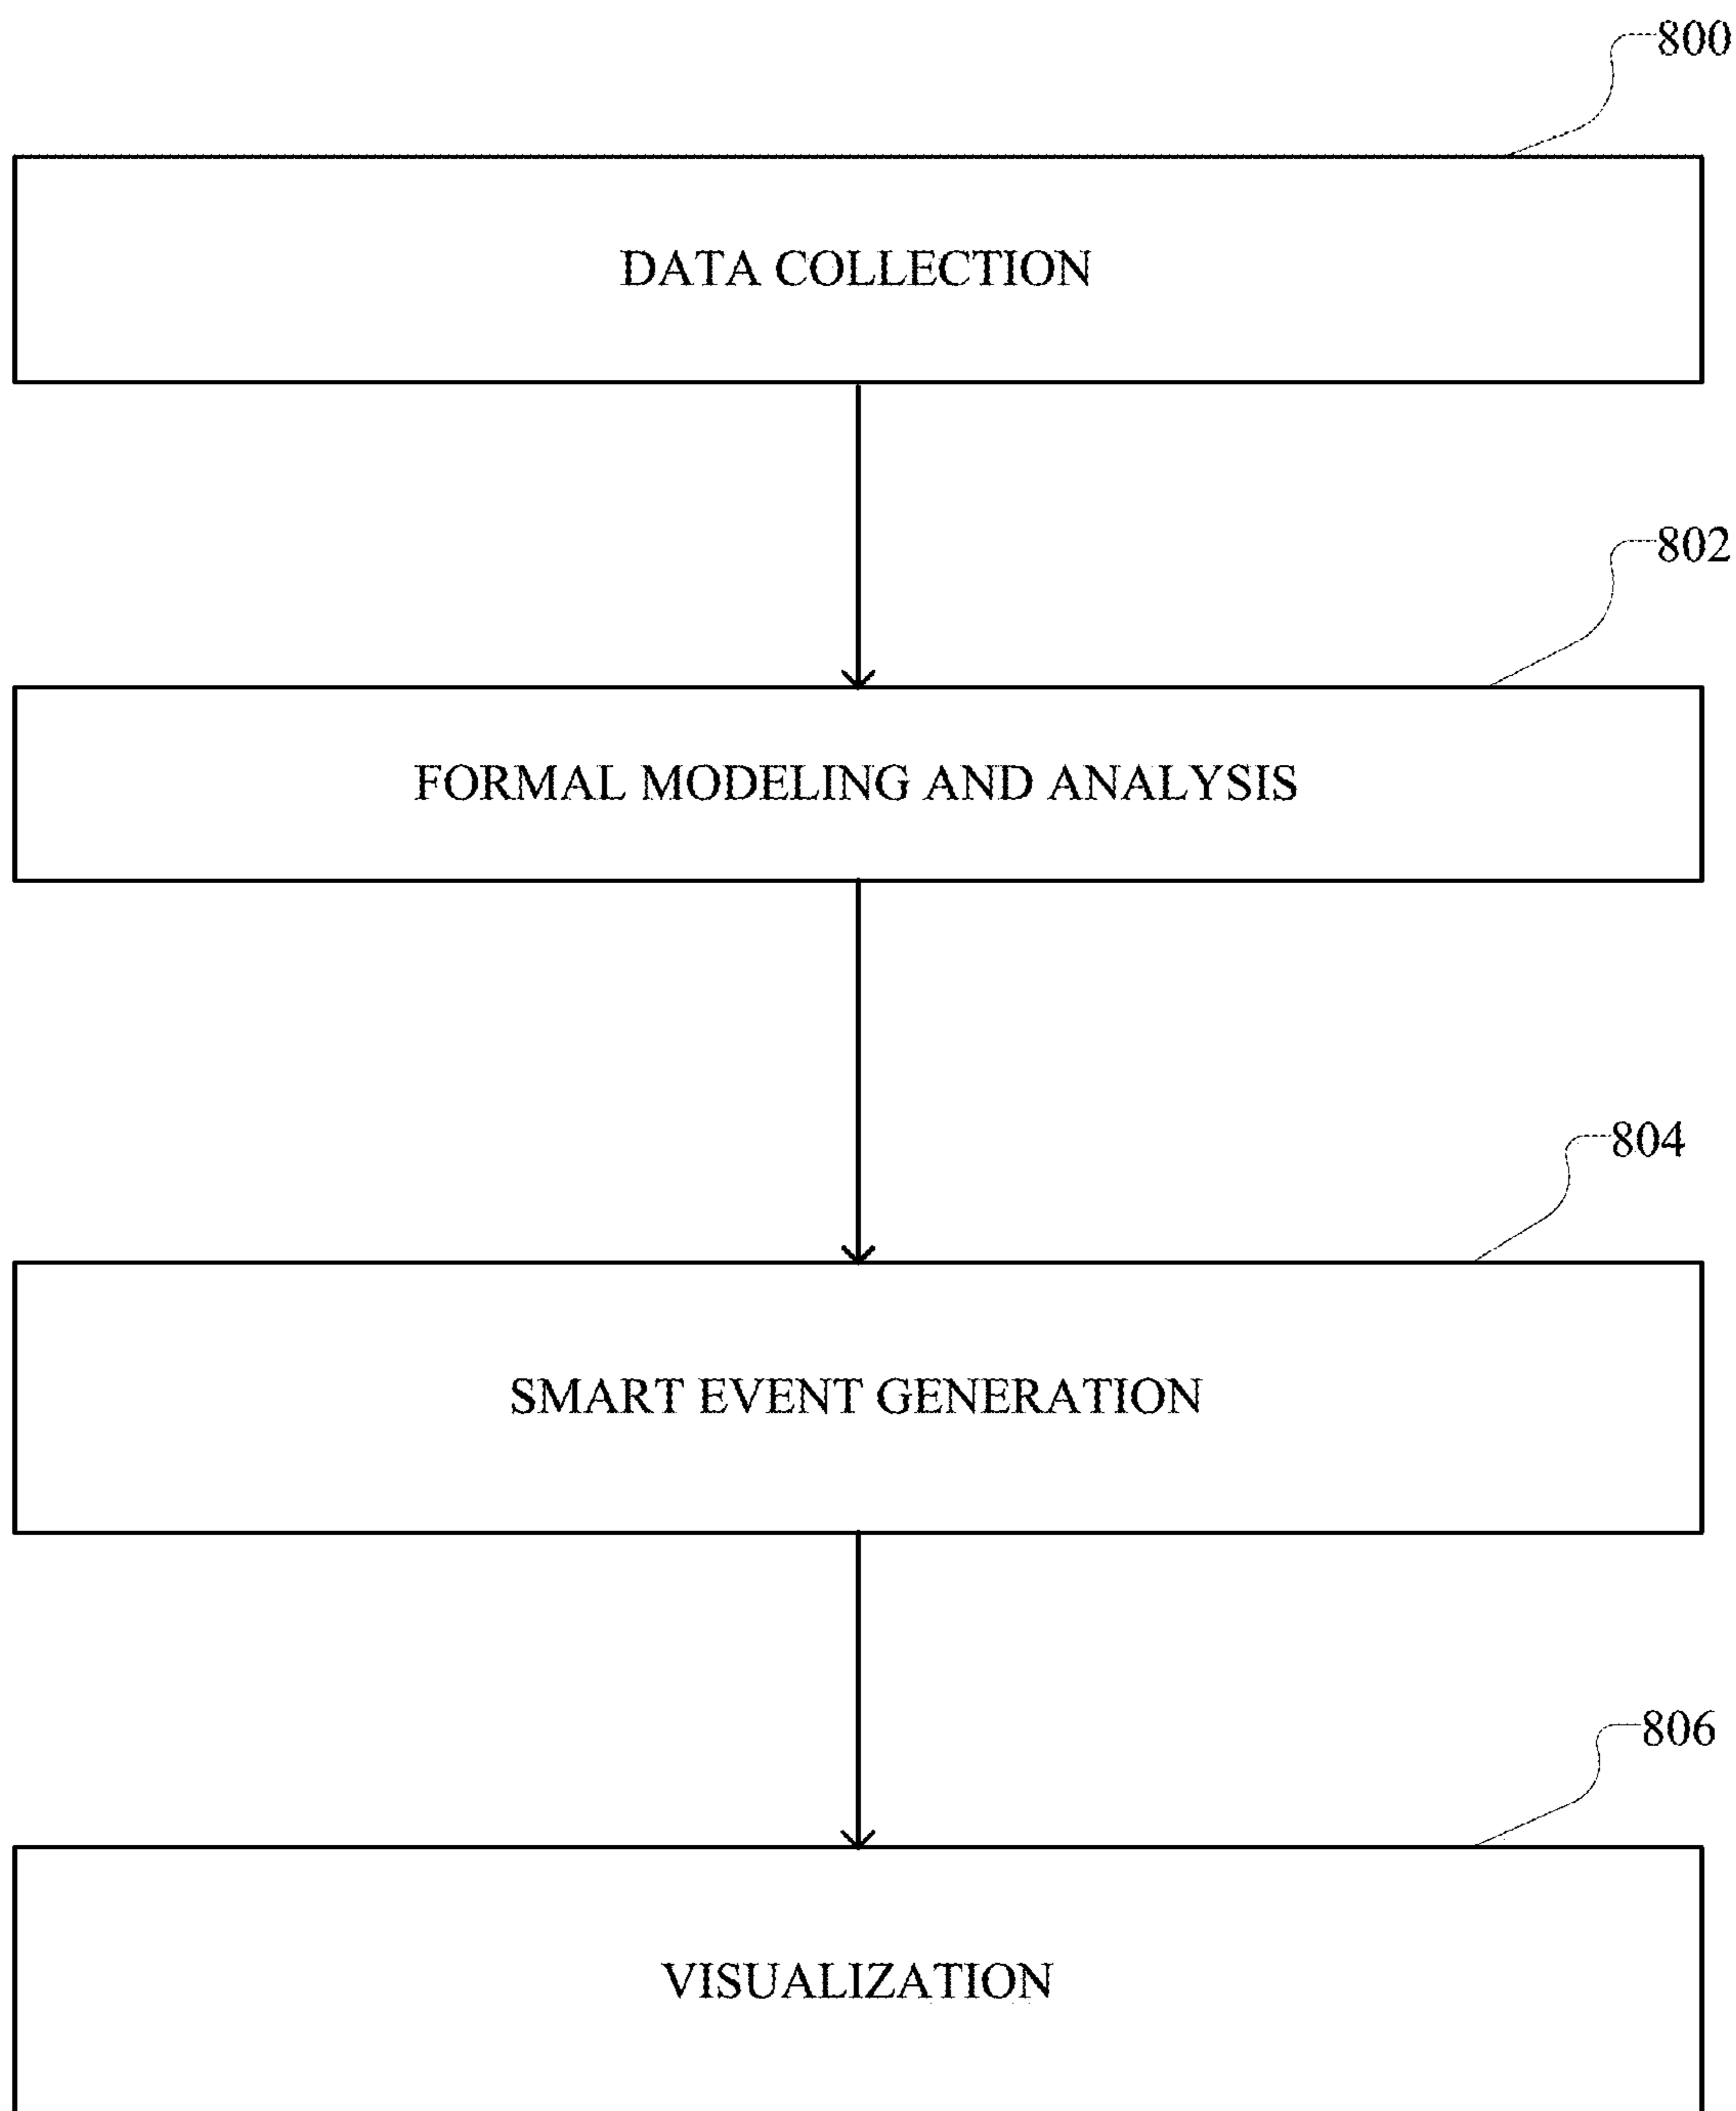 800
DATA COLLECTION
802
FORMAL MODELING AND ANALYSIS
804
SMART EVENT GENERATION
806
VISUALIZATION